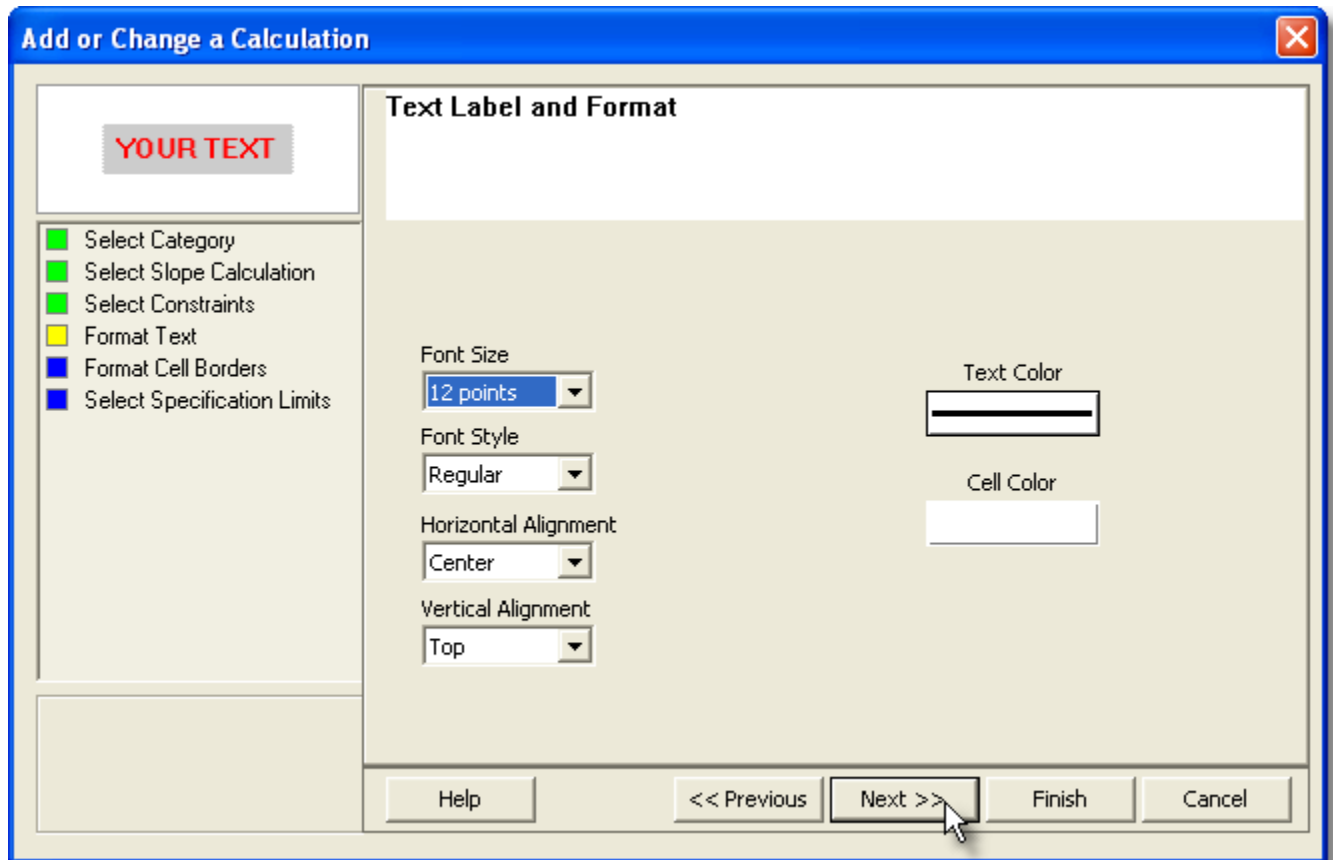 Add or Change a Calculation
YOUR TEXT
Select Category
Select Slope Calculation
Select Constraints
Format Text
Format Cell Borders
Select Specification Limits
Text Label and Format
Font Size
12 points
Font Style
Regular
Horizontal Alignment
Center
Vertical Alignment
Top
Text Color
Cell Color
Help
<< Previous
Next >>
Finish
Cancel